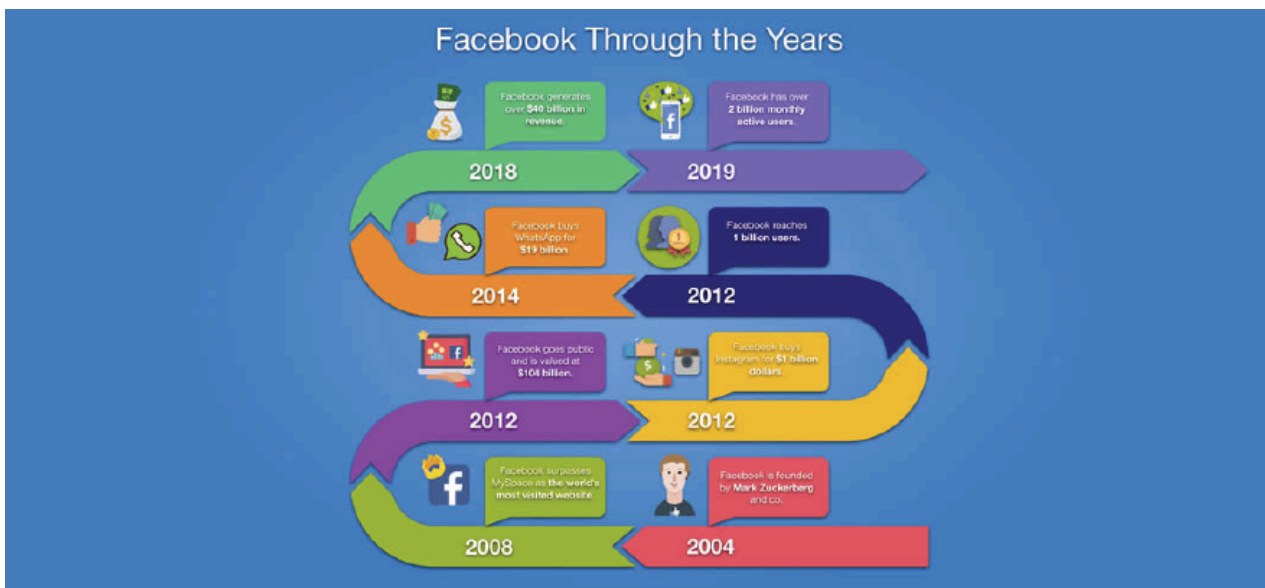 Facebook Through the Years
Facebook generates
over $40 billion in
revenue.
2018
Facebook has over
2 billion monthly
active users.
2019
Facebook buys
WhatsApp for
$19 billion
2014
Facebook reaches
1 billion users.
2012
Facebook goes public
and is valued at
$104 billion.
2012
Facebook buys
Instagram for $1 billion
dollars.
2012
Facebook surpasses
MySpace as the world's
most visited website
2008
Facebook is founded
by Mark Zuckerberg
and co.
2004